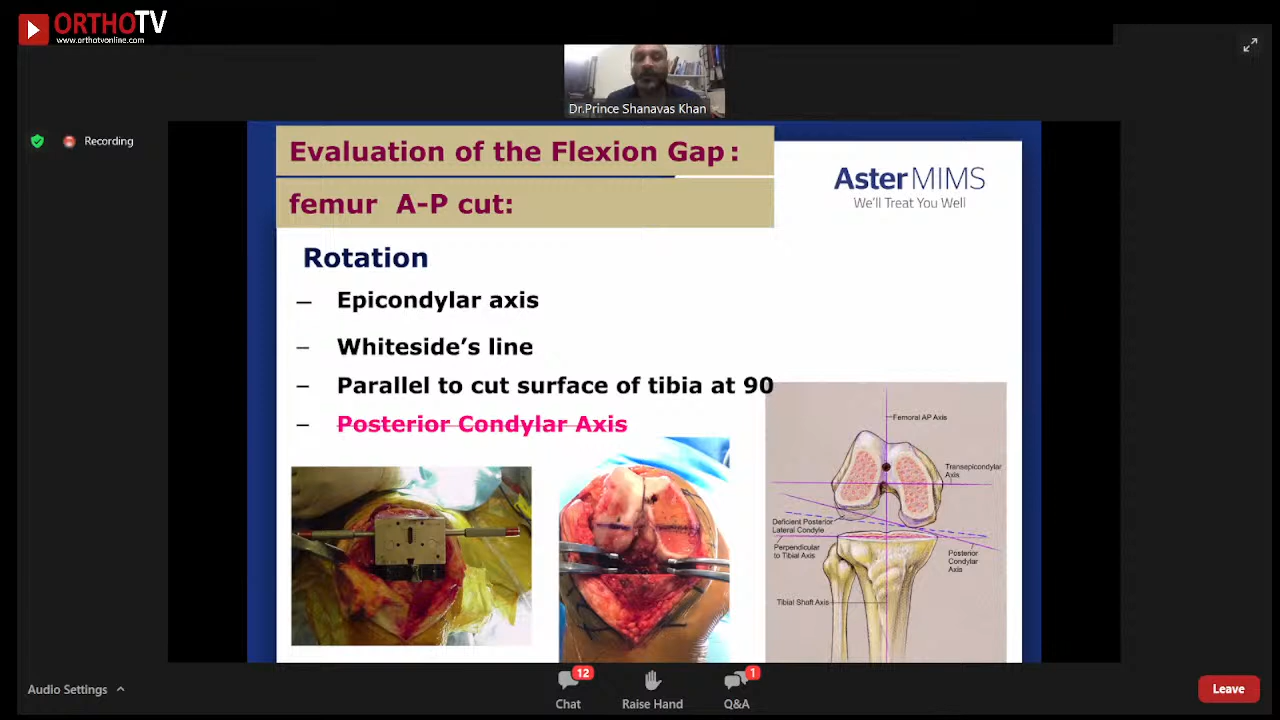 ORTHOTV
www.orthotvonline.com
Dr.Prince Shanavas Khan
Recording
Evaluation of the Flexion Gap :
femur A-P cut:
AsterMIMS
We'll Treat You Well
Rotation
– Epicondylar axis
– Whiteside's line
– Parallel to cut surface of tibia at 90
– Posterior Condylar Axis
Femoral AP Axis
Transepicondylar
Axis
Deficient Posterior
Lateral Condyle
Perpendicular
to Tibial Axis
Posterior
Condylar
Axis
Tibial Shaft Axis
Audio Settings
12
Chat
Raise Hand
1
Q&A
Leave